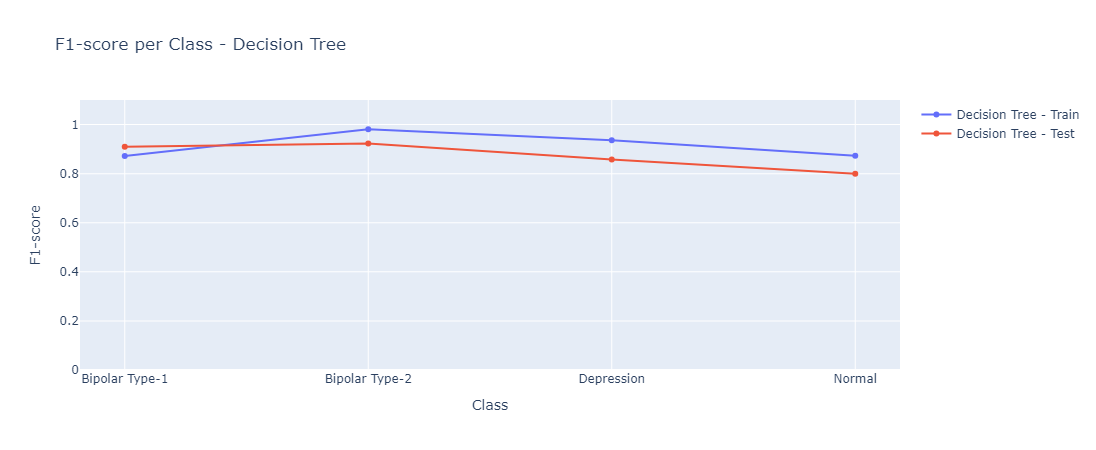 F1-score per Class - Decision Tree
Decision Tree - Train
Decision Tree - Test
F1-score
1
0.8
0.6
0.4
0.2
0
Bipolar Type-1
Bipolar Type-2
Depression
Normal
Class